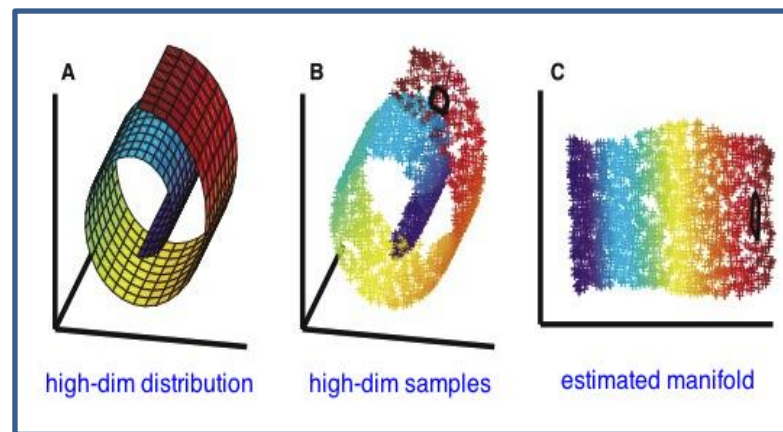 A
B
C
high-dim distribution
high-dim samples
estimated manifold